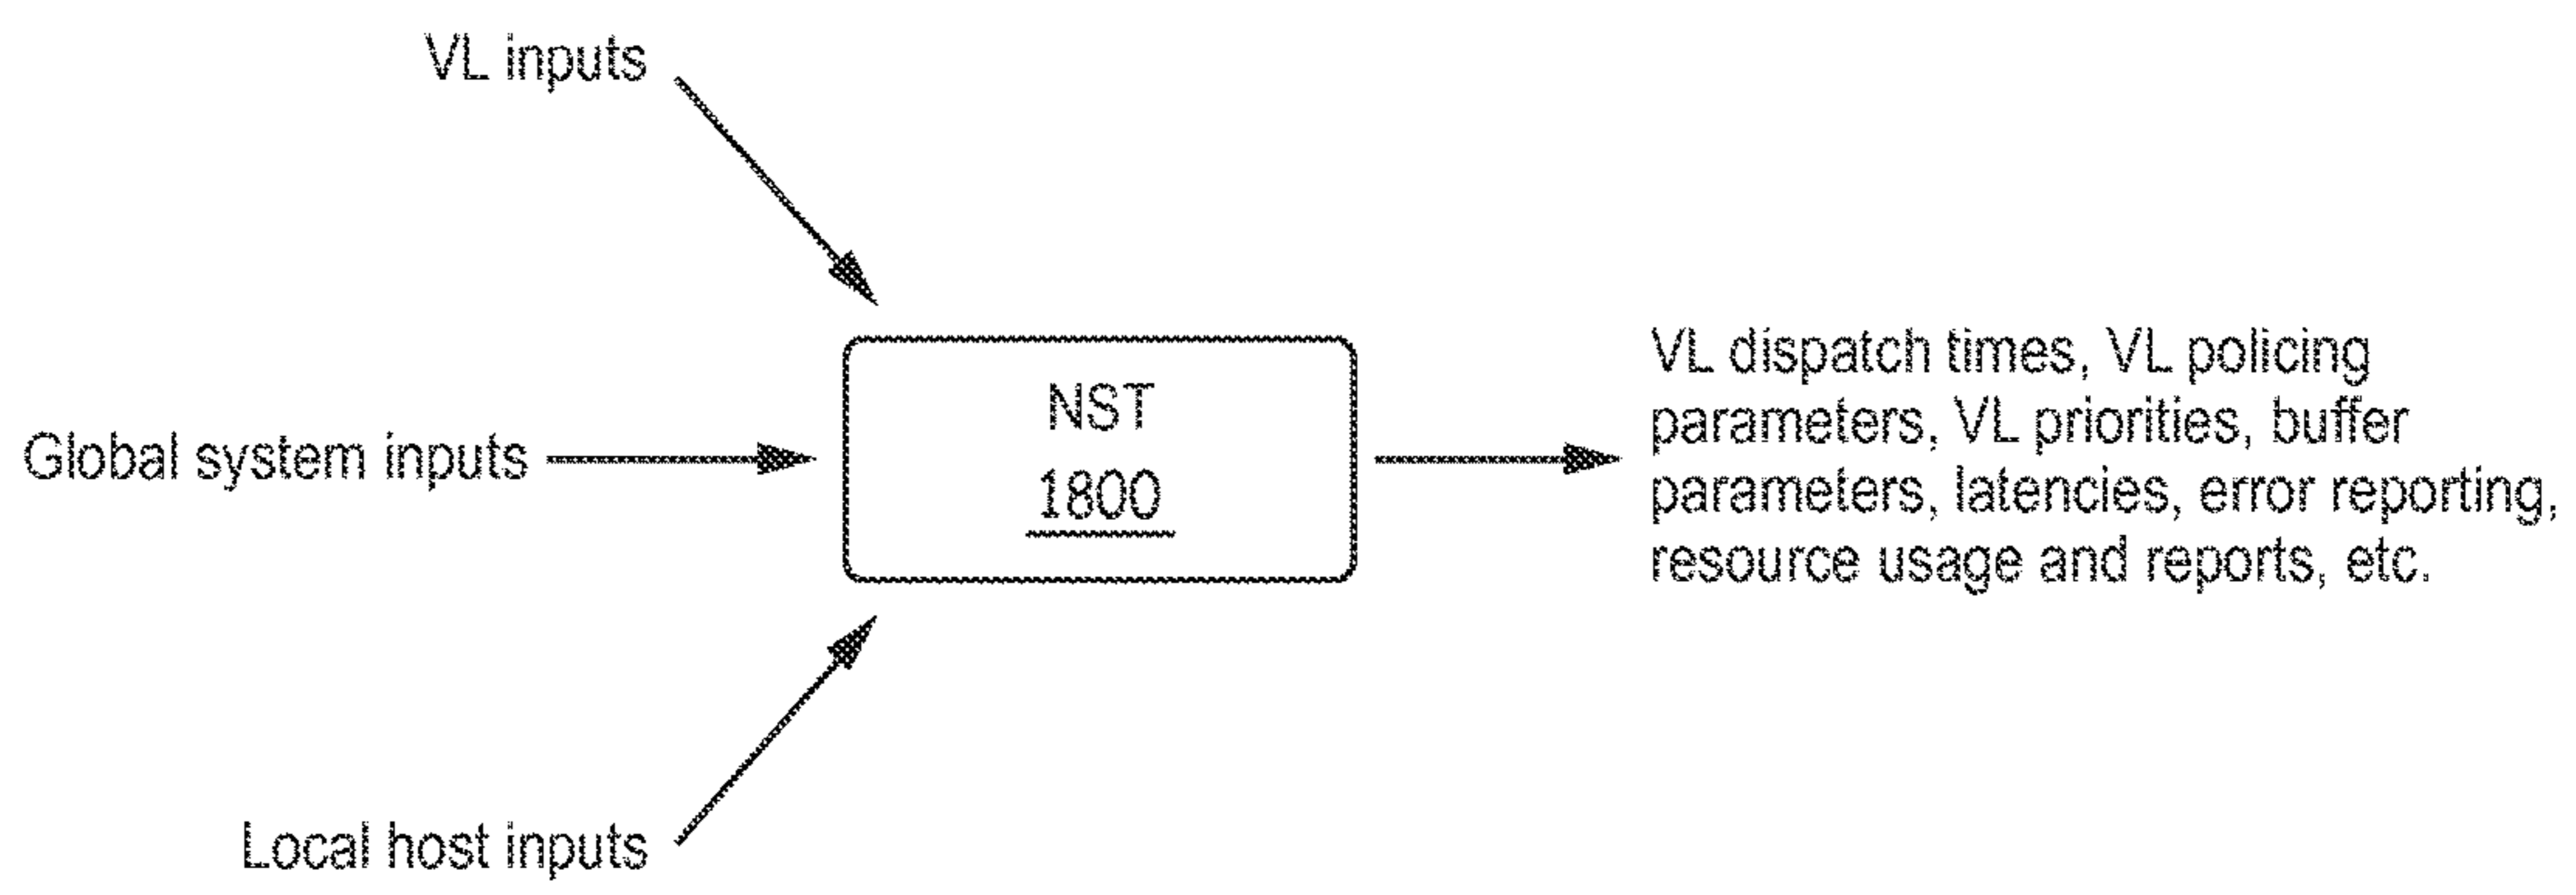 VL inputs
Global system inputs
NST
1800
VL dispatch times, VL policing
parameters, VL priorities, buffer
parameters, latencies, error reporting,
resource usage and reports, etc.
Local host inputs